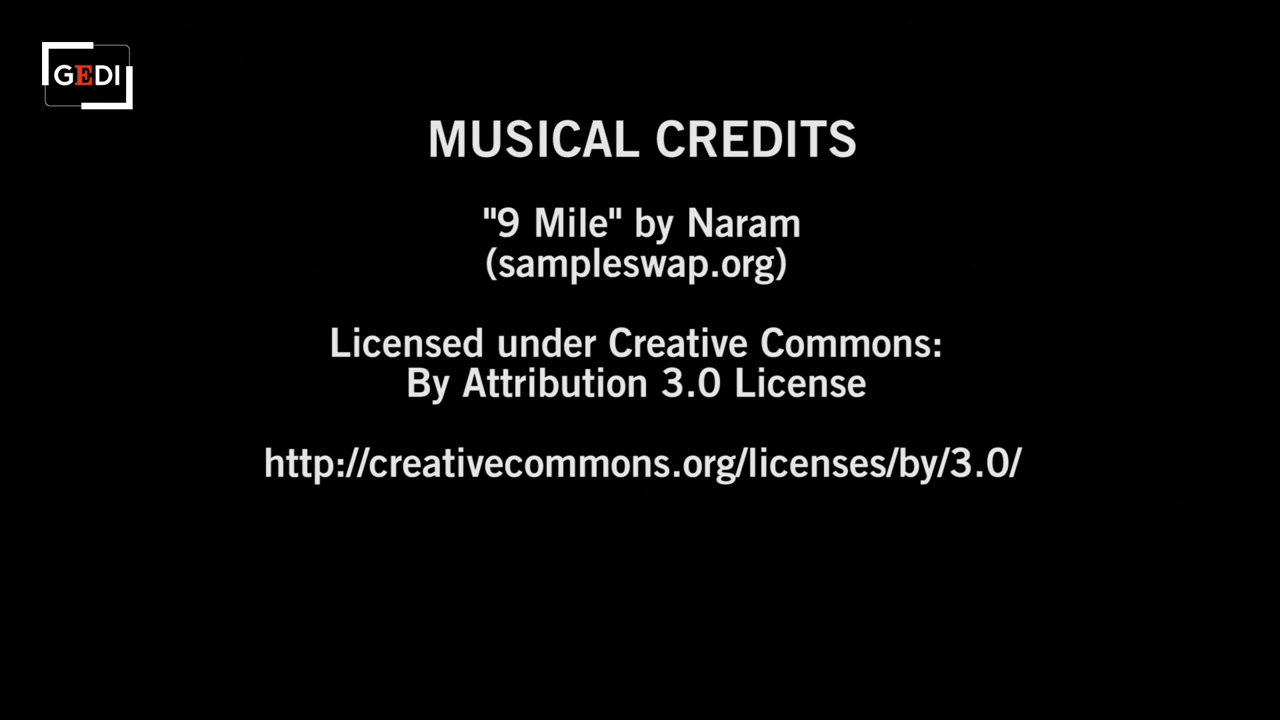 GEDI
MUSICAL CREDITS
"9 Mile" by Naram
(sampleswap.org)
Licensed under Creative Commons:
By Attribution 3.0 License
http://creativecommons.org/licenses/by/3.0/